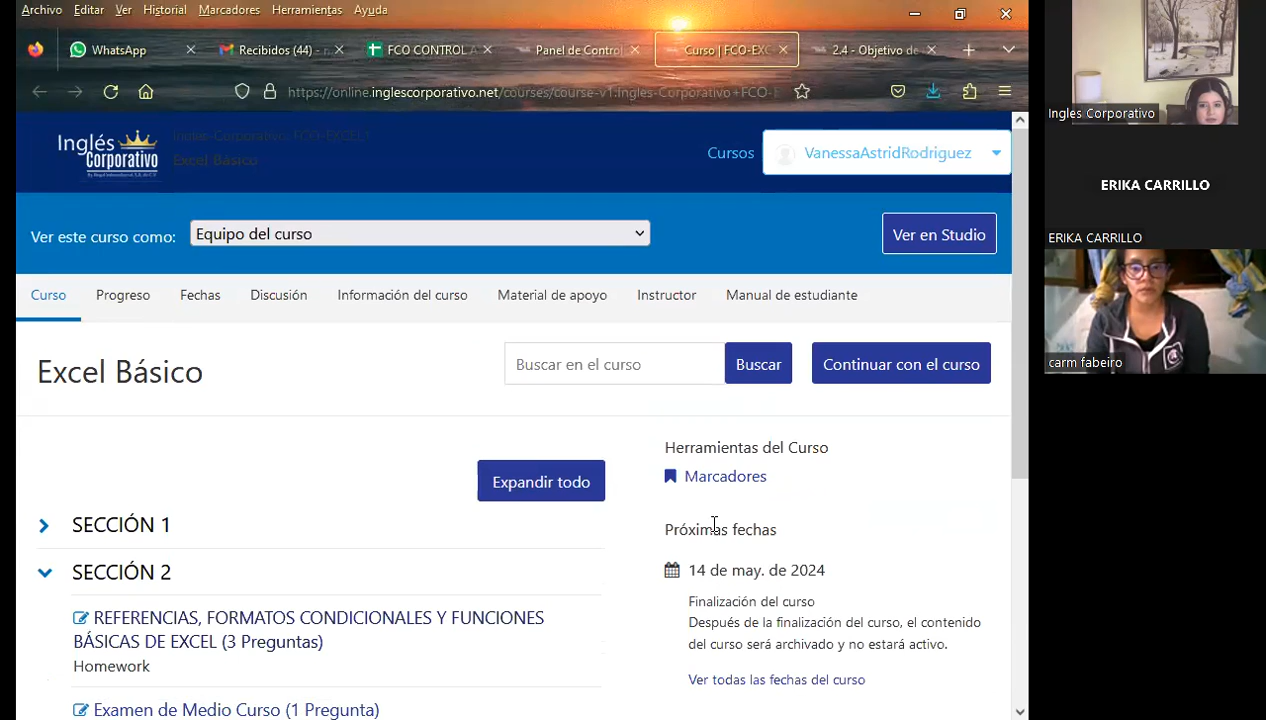 Archivo Editar Ver Historial Marcadores Herramientas Ayuda
WhatsApp
Recibidos (44) - r
FCO CONTROL A
Panel de Control
Curso | FCO-EXC
2.4 - Objetivo de
https://online.inglescorporativo.net/courses/course-v1:Ingles-Corporativo+FCO-E
Inglés
Corporativo
Ingles-Corporativo: FCO-EXCEL
Excel Básico
Cursos
VanessaAstridRodriguez
Ver este curso como:
Equipo del curso
Ver en Studio
Curso Progreso Fechas Discusión Información del curso Material de apoyo Instructor Manual de estudiante
Excel Básico
Buscar en el curso
Buscar
Continuar con el curso
Herramientas del Curso
Marcadores
Expandir todo
SECCIÓN 1
Próximas fechas
SECCIÓN 2
14 de may. de 2024
Finalización del curso
Después de la finalización del curso, el contenido
del curso será archivado y no estará activo.
Ver todas las fechas del curso
REFERENCIAS, FORMATOS CONDICIONALES Y FUNCIONES
BÁSICAS DE EXCEL (3 Preguntas)
Homework
Examen de Medio Curso (1 Pregunta)
Ingles Corporativo
ERIKA CARRILLO
ERIKA CARRILLO
carm fabeiro